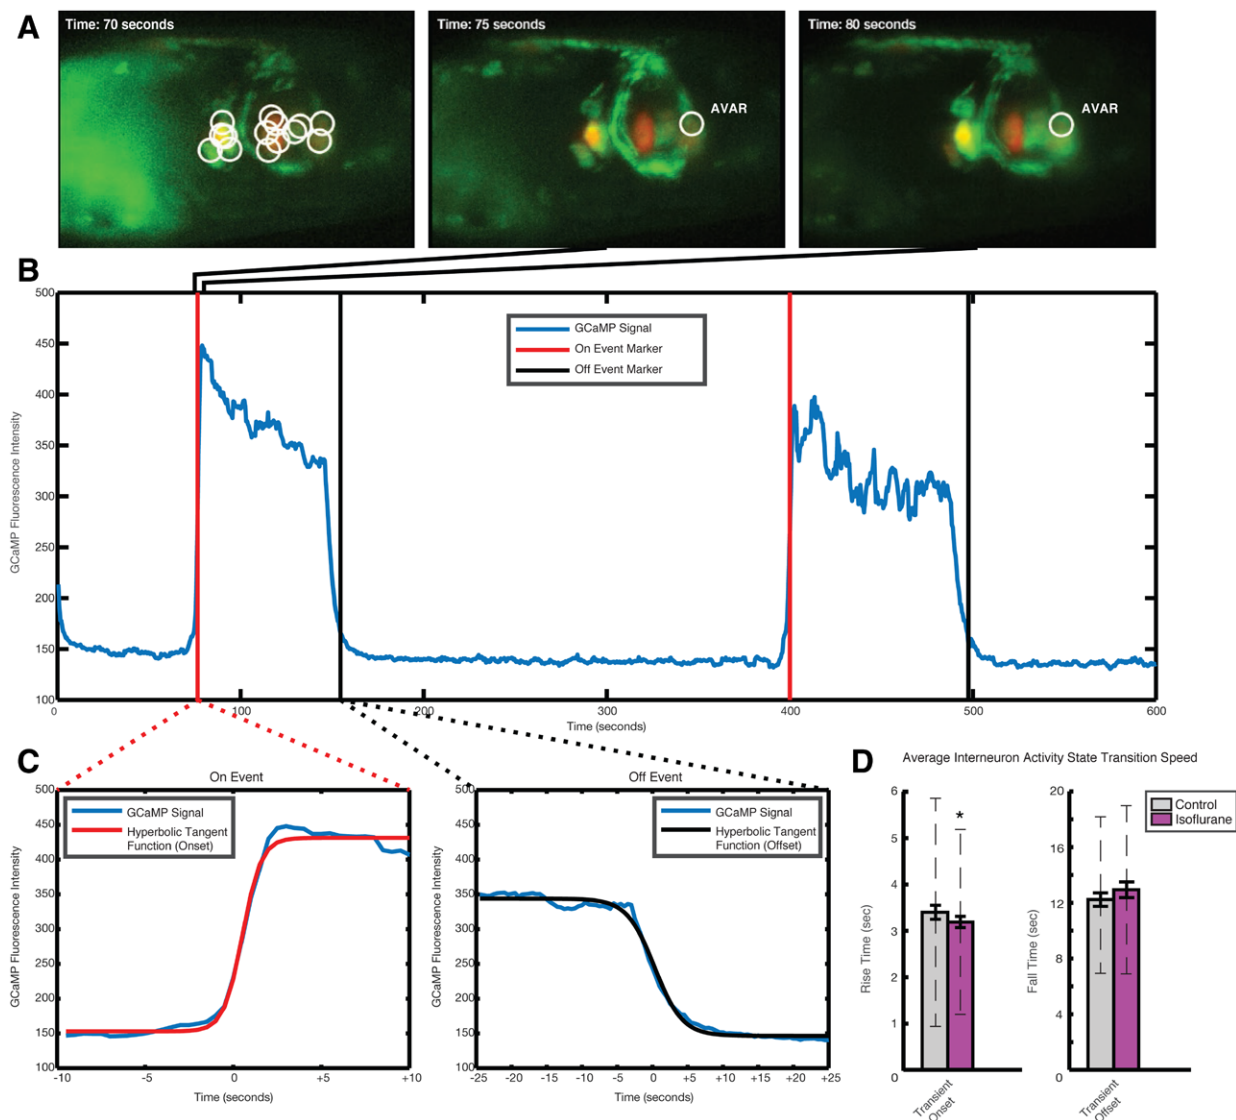 A
Time: 70 seconds
Time: 75 seconds
Time: 80 seconds
AVAR
AVAR
B
500
450
400
350
300
250
200
150
100
GCaMP Fluorescence Intensity
GCaMP Signal
On Event Marker
Off Event Marker
0
100
200
300
400
500
600
Time (seconds)
C
On Event
500
400
350
300
250
200
150
100
GCaMP Fluorescence Intensity
GCaMP Signal
Hyperbolic Tangent
Function (Onset)
-10
-5
0
+5
+10
Time (seconds)
Off Event
500
400
350
300
250
200
150
100
GCaMP Fluorescence Intensity
GCaMP Signal
Hyperbolic Tangent
Function (Offset)
-25
-20
-15
-10
-5
0
+5
+10
+15
+20
+25
Time (seconds)
D
Average Interneuron Activity State Transition Speed
6
5
4
3
2
1
0
Rise Time (sec)
*
Transient
Onset
20
16
12
8
4
0
Fall Time (sec)
Transient
Offset
Control
Isoflurane